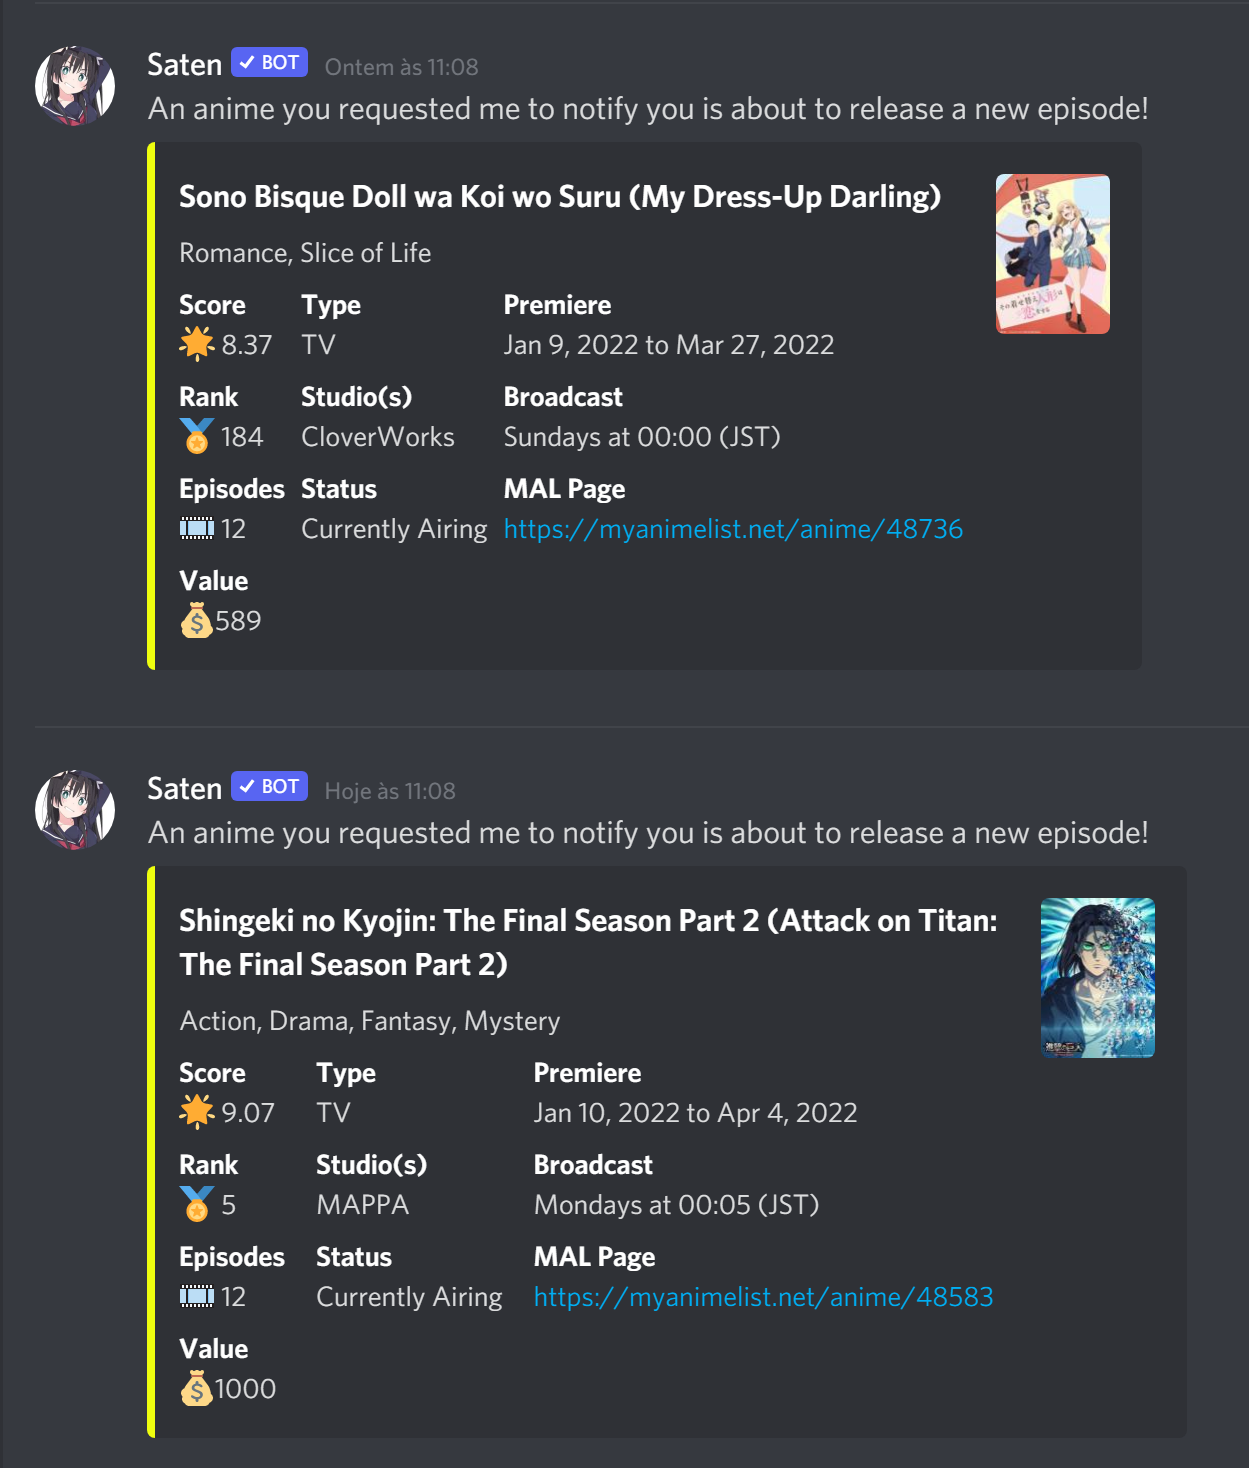 Saten ✓ BOT Ontem às 11:08
An anime you requested me to notify you is about to release a new episode!
Sono Bisque Doll wa Koi wo Suru (My Dress-Up Darling)
Romance, Slice of Life
Score Type Premiere
8.37 TV Jan 9, 2022 to Mar 27, 2022
Rank Studio(s) Broadcast
184 CloverWorks Sundays at 00:00 (JST)
Episodes Status MAL Page
12 Currently Airing https://myanimelist.net/anime/48736
Value
589
Saten ✓ BOT Hoje às 11:08
An anime you requested me to notify you is about to release a new episode!
Shingeki no Kyojin: The Final Season Part 2 (Attack on Titan:
The Final Season Part 2)
Action, Drama, Fantasy, Mystery
Score Type Premiere
9.07 TV Jan 10, 2022 to Apr 4, 2022
Rank Studio(s) Broadcast
5 MAPPA Mondays at 00:05 (JST)
Episodes Status MAL Page
12 Currently Airing https://myanimelist.net/anime/48583
Value
1000